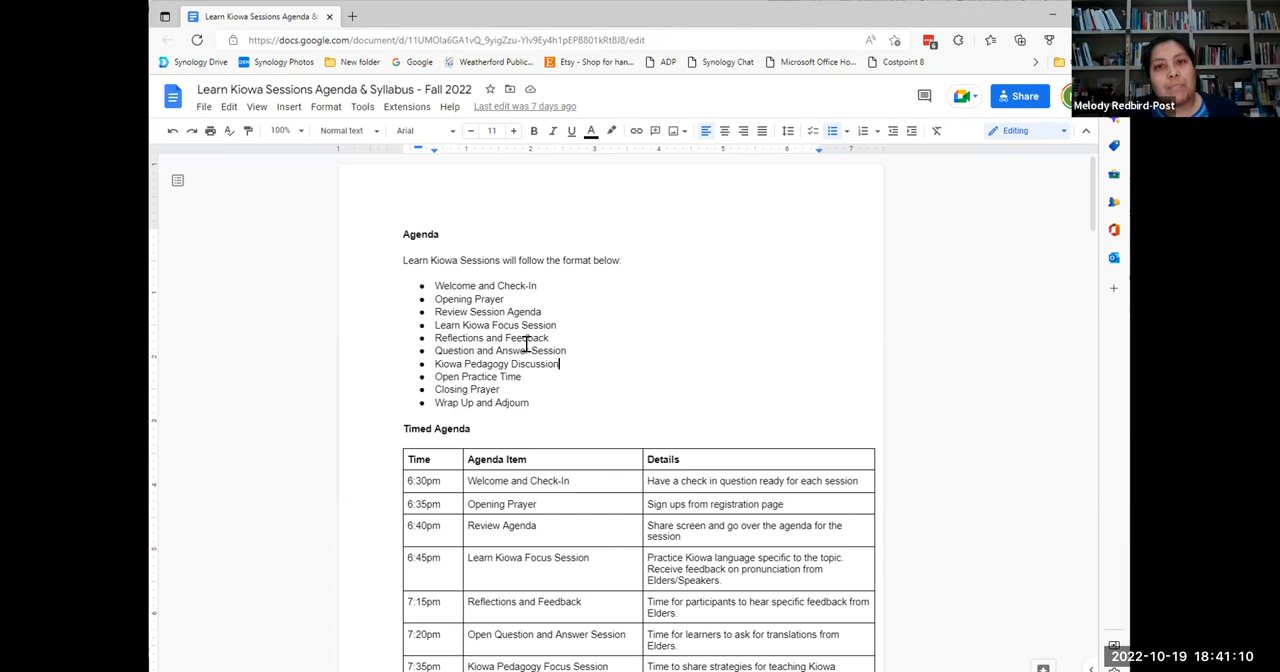 Learn Kiowa Sessions Agenda &
https://docs.google.com/document/d/11UMOla6GA1vQ_9yigZzu-Ylv9Ey4h1pEPB801kRt8J8/edit
Synology Drive Synology Photos New folder Google Weatherford Public... Etsy - Shop for han... ADP Synology Chat Microsoft Office Ho... Costpoint 8
Melody Redbird-Post
Learn Kiowa Sessions Agenda & Syllabus - Fall 2022
Share
File Edit View Insert Format Tools Extensions Help Last edit was 7 days ago
100% Normal text Arial 11 B I U A Editing
1 1 2 3 4 5 6 7
Agenda
Learn Kiowa Sessions will follow the format below:
● Welcome and Check-In
● Opening Prayer
● Review Session Agenda
● Learn Kiowa Focus Session
● Reflections and Feedback
● Question and Answer Session
● Kiowa Pedagogy Discussion
● Open Practice Time
● Closing Prayer
● Wrap Up and Adjourn
Timed Agenda
Time Agenda Item Details
6:30pm Welcome and Check-In Have a check in question ready for each session
6:35pm Opening Prayer Sign ups from registration page
6:40pm Review Agenda Share screen and go over the agenda for the
session
6:45pm Learn Kiowa Focus Session Practice Kiowa language specific to the topic.
Receive feedback on pronunciation from
Elders/Speakers.
7:15pm Reflections and Feedback Time for participants to hear specific feedback from
Elders.
7:20pm Open Question and Answer Session Time for learners to ask for translations from
Elders.
7:35pm Kiowa Pedagogy Focus Session Time to share strategies for teaching Kiowa
2022-10-19 18:41:10